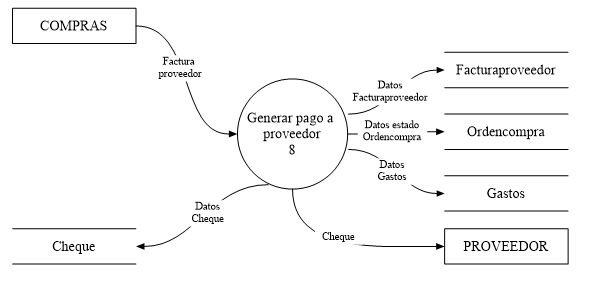 COMPRAS
Factura
proveedor
Generar pago a
proveedor
8
Datos
Facturaproveedor
Facturaproveedor
Datos estado
Ordencompra
Ordencompra
Datos
Gastos
Gastos
Datos
Cheque
Cheque
Cheque
PROVEEDOR